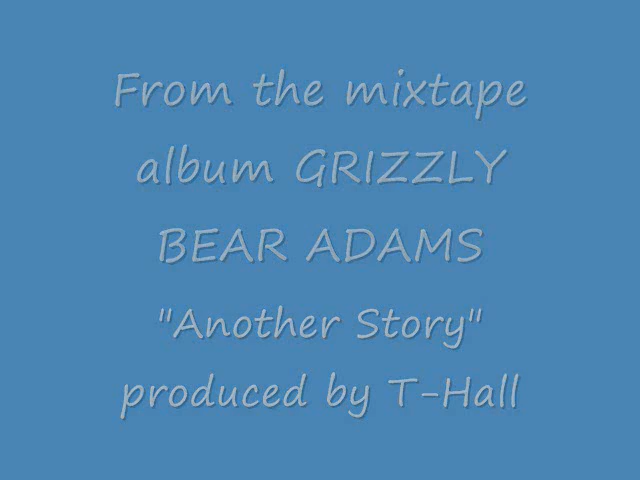 From the mixtape
album GRIZZLY
BEAR ADAMS
"Another Story"
produced by T-Hall